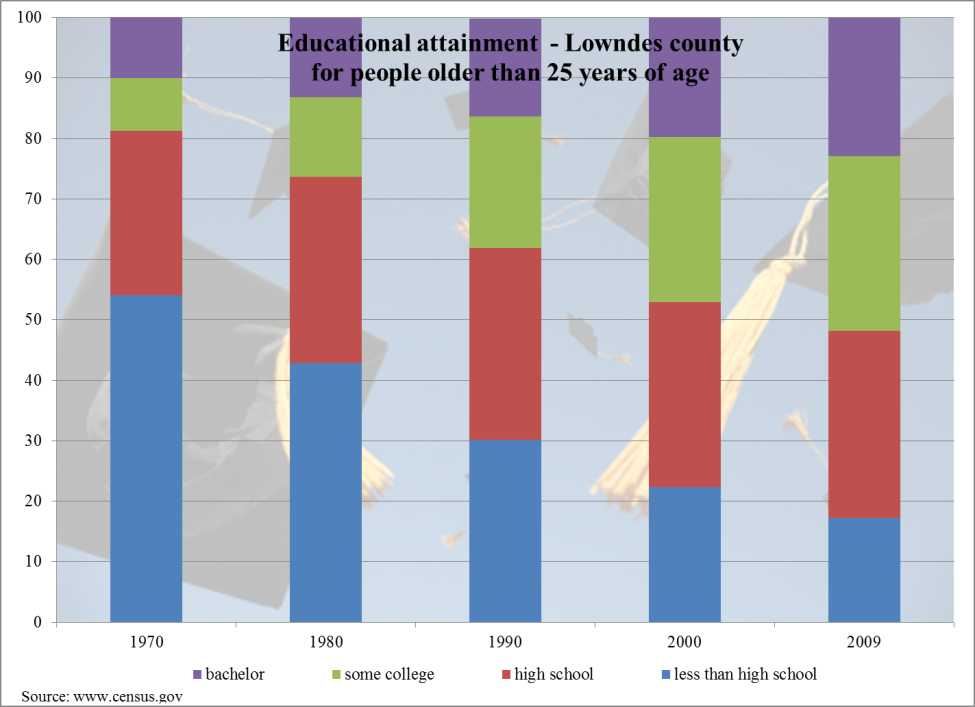 Educational attainment - Lowndes county
for people older than 25 years of age
100
90
80
70
60
50
40
30
20
10
0
1970 1980 1990 2000 2009
bachelor some college high school less than high school
Source: www.census.gov